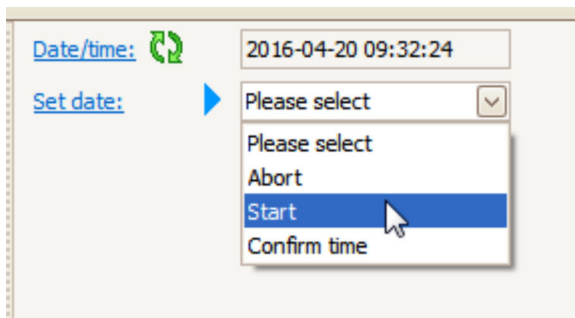 Date/time: 2016-04-20 09:32:24
Set date: Please select
Please select
Abort
Start
Confirm time